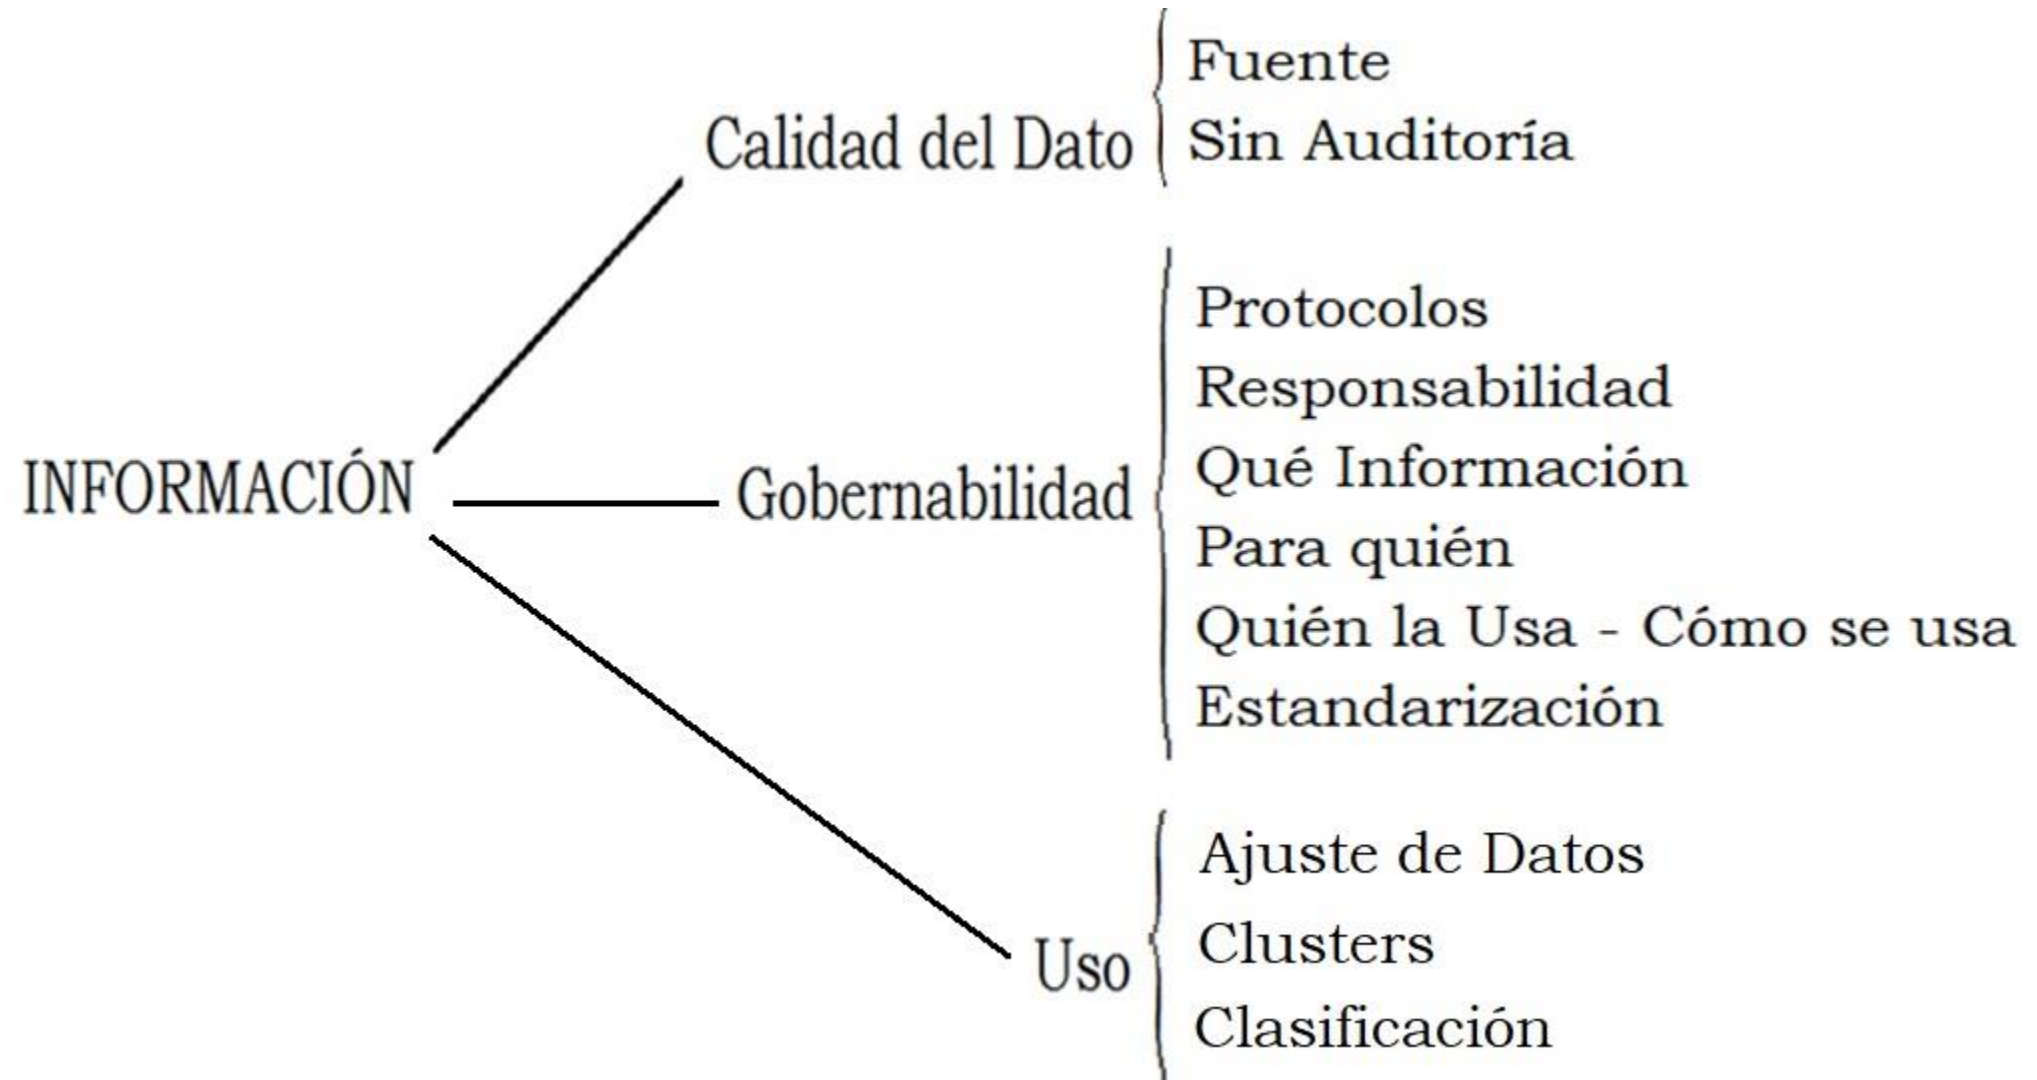 Fuente
Sin Auditoría
Calidad del Dato
Protocolos
Responsabilidad
Qué Información
Para quién
Quién la Usa - Cómo se usa
Estandarización
INFORMACIÓN
Gobernabilidad
Ajuste de Datos
Clusters
Clasificación
Uso